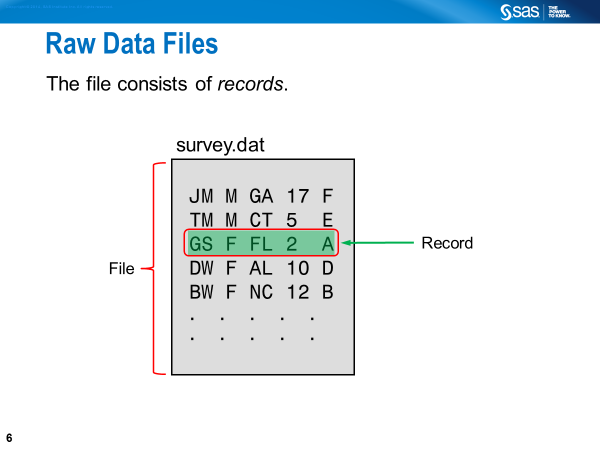 sas THE
POWER
TO KNOW.
Raw Data Files
The file consists of records.
survey.dat
JM M GA 17 F
TM M CT 5 E
GS F FL 2 A
Record
File
DW F AL 10 D
BW F NC 12 B
. . . . .
. . . . .
6